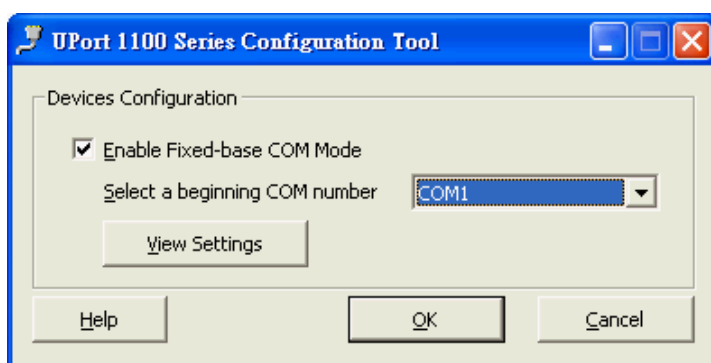 UPort 1100 Series Configuration Tool
Devices Configuration
Enable Fixed-base COM Mode
Select a beginning COM number COM1
View Settings
Help OK Cancel